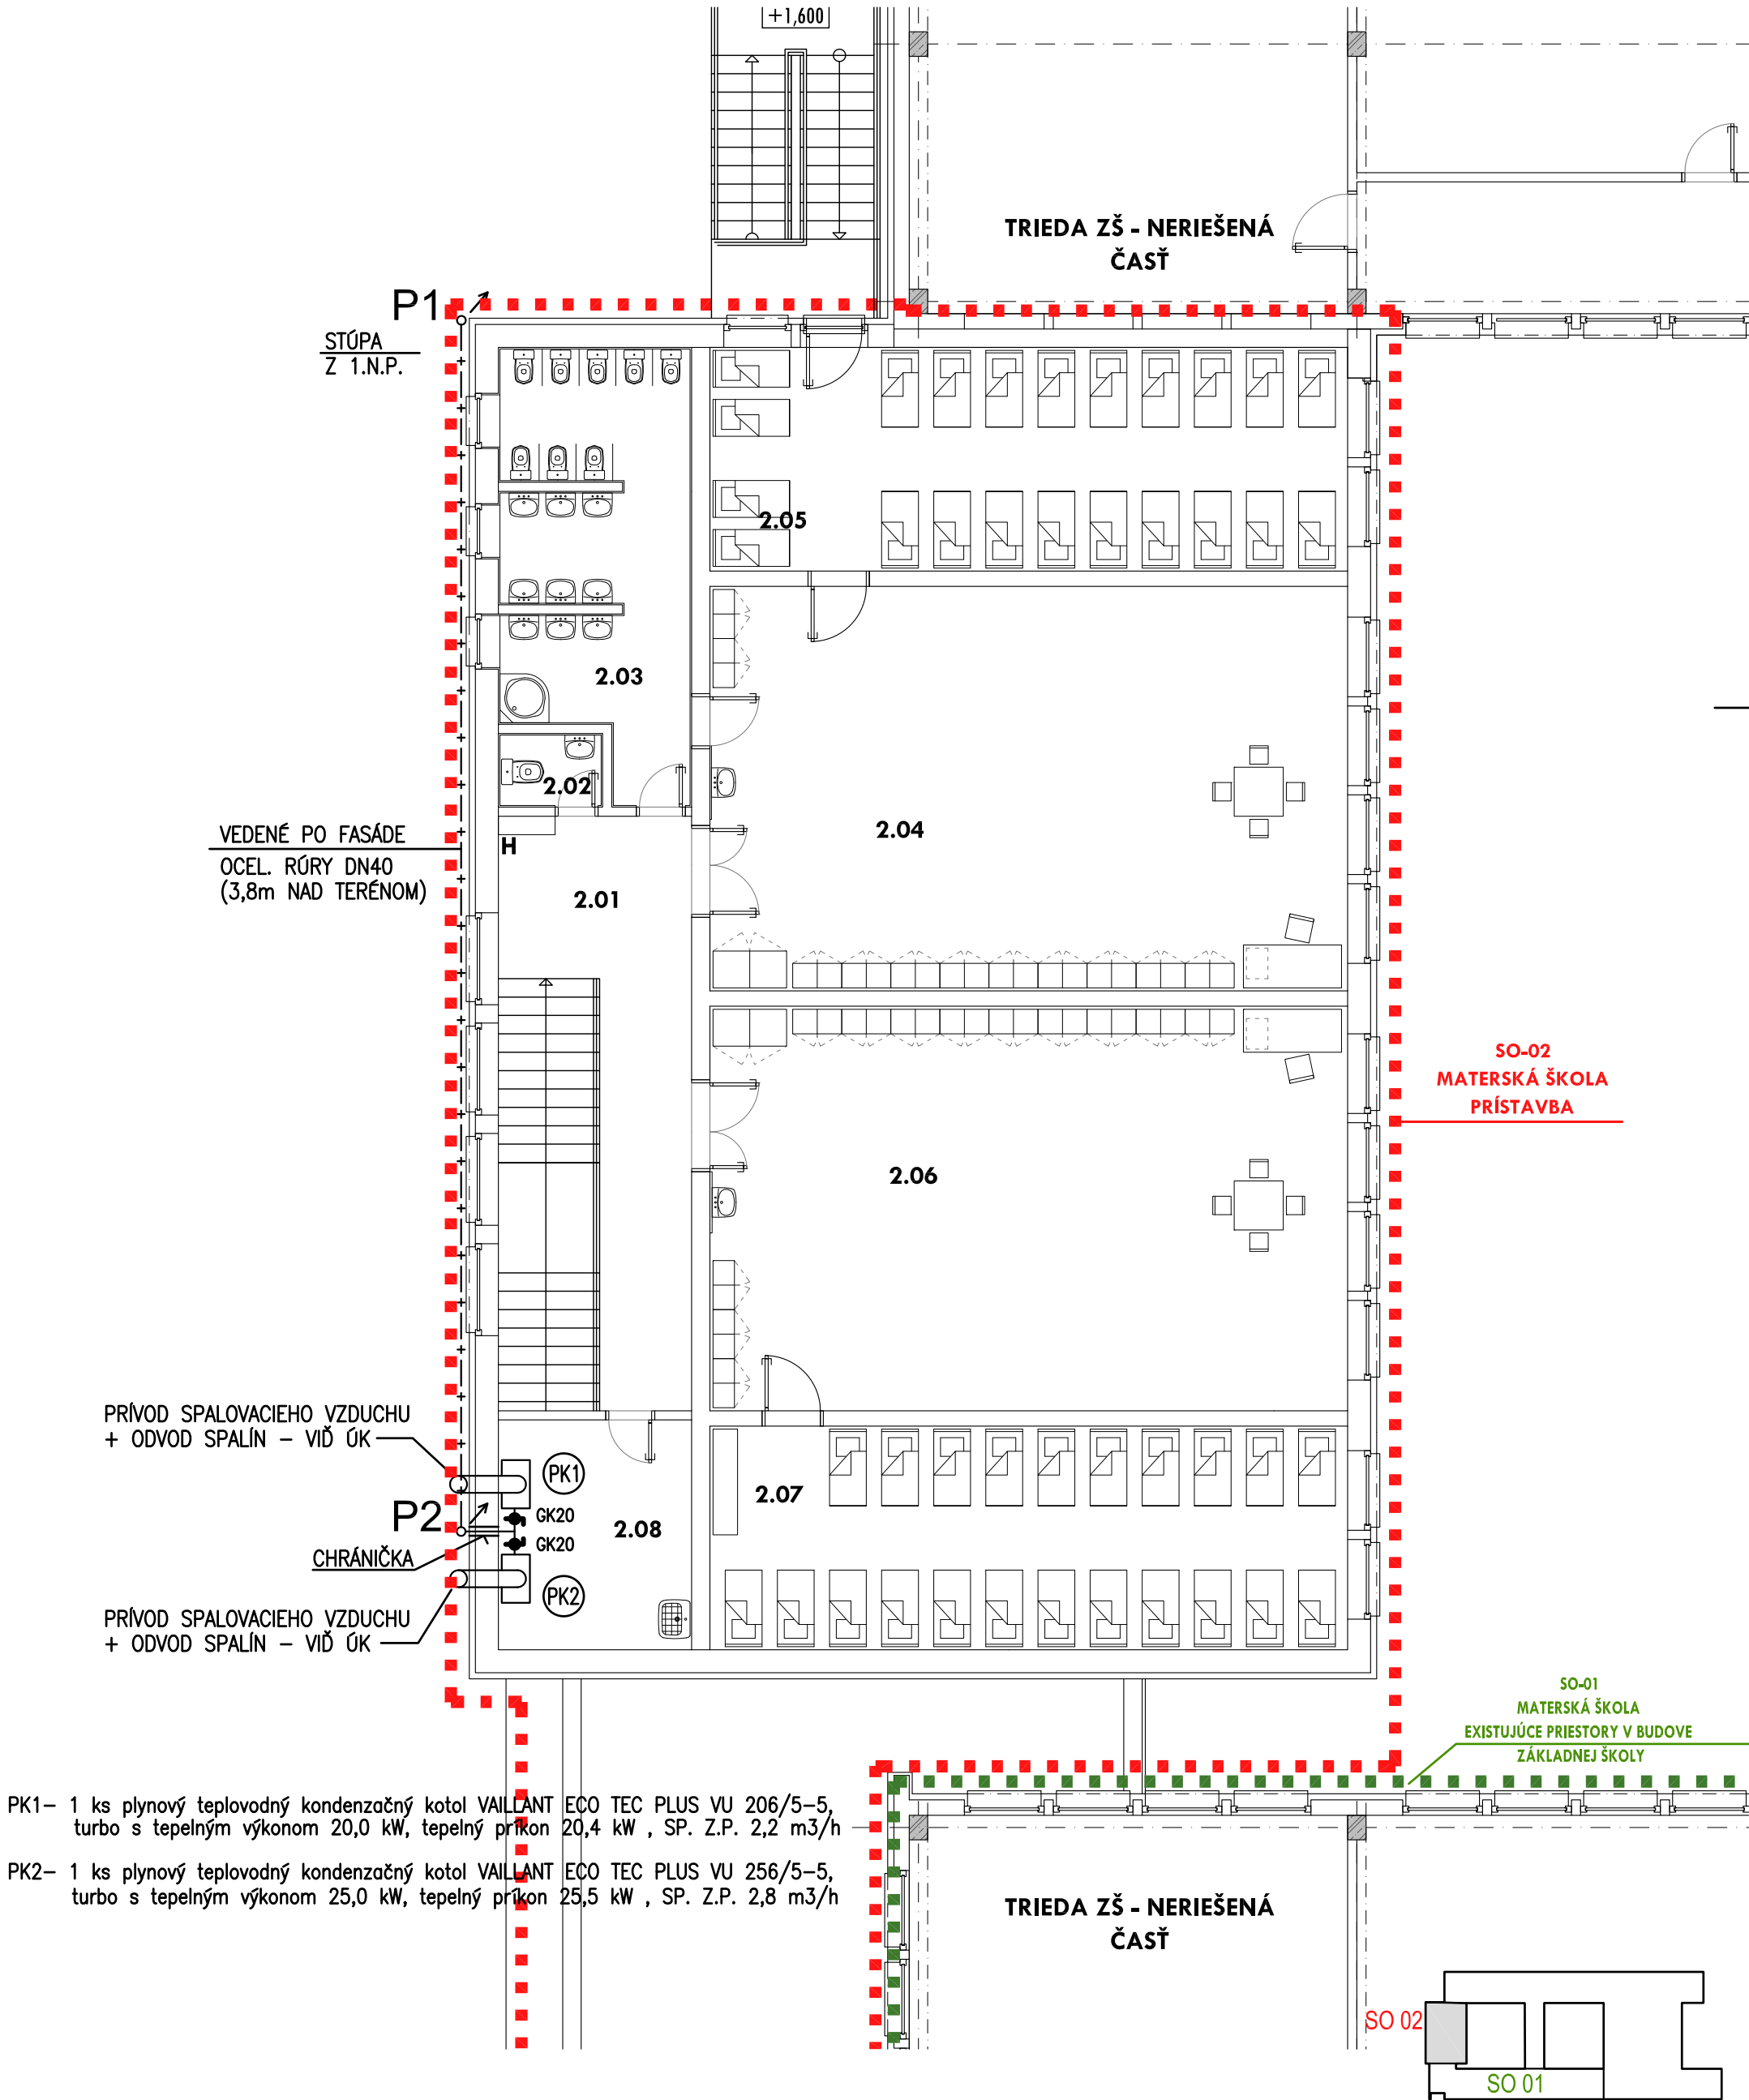 +1,600
TRIEDA ZŠ - NERIEŠENÁ
ČASŤ
P1
STÚPA
Z 1.N.P.
2.05
2.03
2.02
VEDENÉ PO FASÁDE
OCEL. RÚRY DN40
(3,8m NAD TERÉNOM)
H
2.04
2.01
SO-02
MATERSKÁ ŠKOLA
PRÍSTAVBA
2.06
PRÍVOD SPALOVACIEHO VZDUCHU
+ ODVOD SPALÍN – VIĎ ÚK
PK1
2.07
P2
GK20
2.08
GK20
CHRÁNIČKA
PK2
PRÍVOD SPALOVACIEHO VZDUCHU
+ ODVOD SPALÍN – VIĎ ÚK
SO-01
MATERSKÁ ŠKOLA
EXISTUJÚCE PRIESTORY V BUDOVE
ZÁKLADNEJ ŠKOLY
PK1– 1 ks plynový teplovodný kondenzačný kotol VAILLANT ECO TEC PLUS VU 206/5–5,
turbo s tepelným výkonom 20,0 kW, tepelný príkon 20,4 kW , SP. Z.P. 2,2 m3/h
PK2– 1 ks plynový teplovodný kondenzačný kotol VAILLANT ECO TEC PLUS VU 256/5–5,
turbo s tepelným výkonom 25,0 kW, tepelný príkon 25,5 kW , SP. Z.P. 2,8 m3/h
TRIEDA ZŠ - NERIEŠENÁ
ČASŤ
SO 02
SO 01